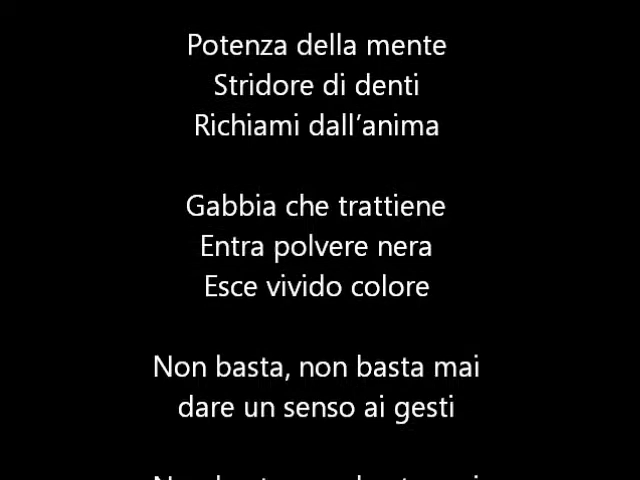 Potenza della mente
Stridore di denti
Richiami dall’anima
Gabbia che trattiene
Entra polvere nera
Esce vivido colore
Non basta, non basta mai
dare un senso ai gesti